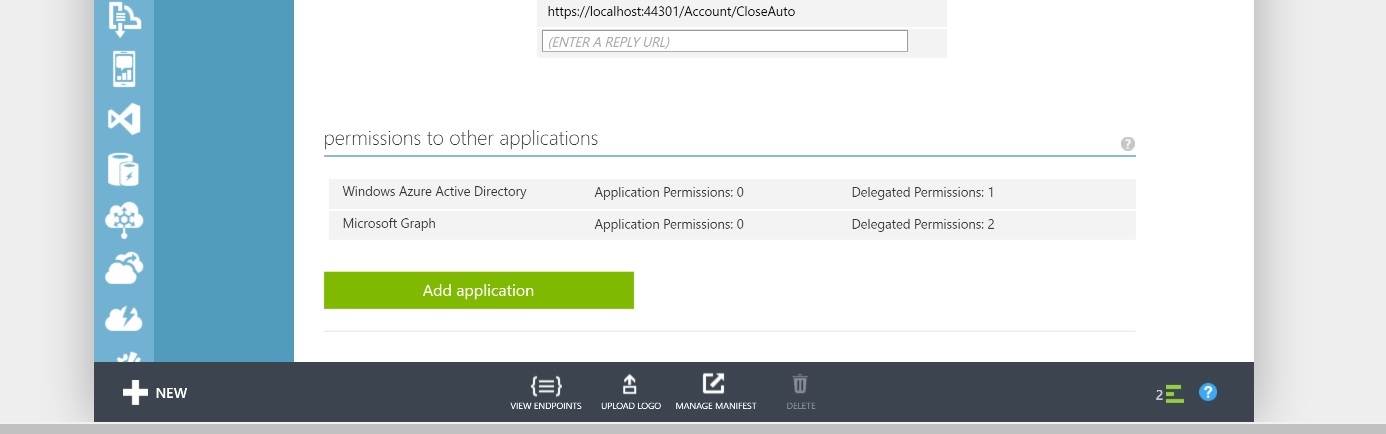 https://localhost:44301/Account/CloseAuto
(ENTER A REPLY URL)
permissions to other applications
?
Windows Azure Active Directory Application Permissions: 0 Delegated Permissions: 1
Microsoft Graph Application Permissions: 0 Delegated Permissions: 2
Add application
NEW
VIEW ENDPOINTS UPLOAD LOGO MANAGE MANIFEST DELETE
2 ?